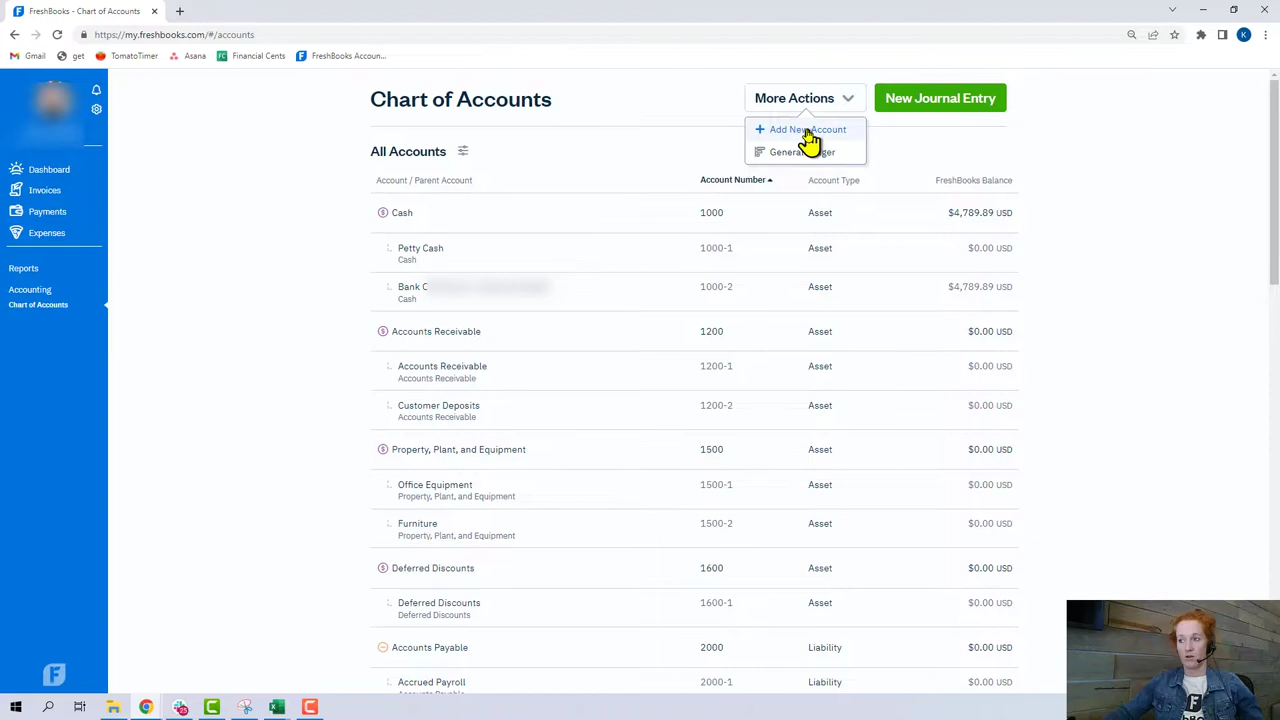 FreshBooks - Chart of Accounts
https://my.freshbooks.com/#/accounts
K
Gmail get TomatoTimer Asana FC Financial Cents FreshBooks Accoun...
Chart of Accounts
More Actions
New Journal Entry
Add New Account
General
All Accounts
Account / Parent Account Account Number Account Type FreshBooks Balance
Cash 1000 Asset $4,789.89 USD
Petty Cash 1000-1 Asset $0.00 USD
Cash
Bank 1000-2 Asset $4,789.89 USD
Cash
Accounts Receivable 1200 Asset $0.00 USD
Accounts Receivable 1200-1 Asset $0.00 USD
Accounts Receivable
Customer Deposits 1200-2 Asset $0.00 USD
Accounts Receivable
Property, Plant, and Equipment 1500 Asset $0.00 USD
Office Equipment 1500-1 Asset $0.00 USD
Property, Plant, and Equipment
Furniture 1500-2 Asset $0.00 USD
Property, Plant, and Equipment
Deferred Discounts 1600 Asset $0.00 USD
Deferred Discounts 1600-1 Asset $0.00 USD
Deferred Discounts
Accounts Payable 2000 Liability $0.00 USD
Accrued Payroll 2000-1 Liability
Dashboard
Invoices
Payments
Expenses
Reports
Accounting
Chart of Accounts